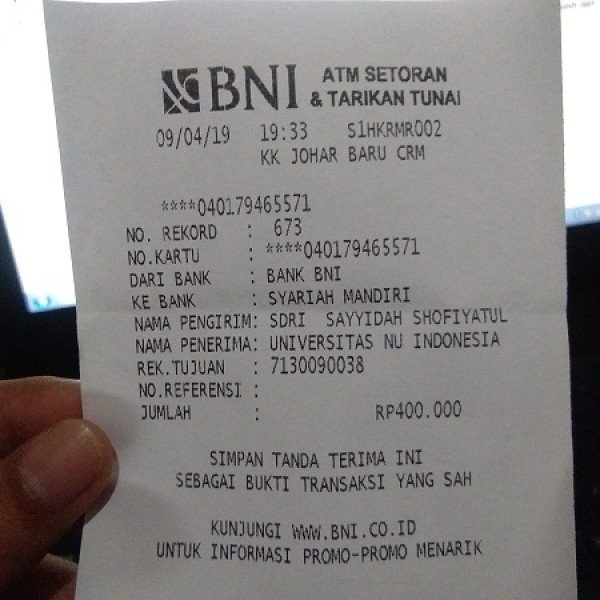 BNI ATM SETORAN
& TARIKAN TUNAI
09/04/19 19:33 S1HKRMR002
KK JOHAR BARU CRM
****040179465571
NO. REKORD : 673
NO.KARTU : ****040179465571
DARI BANK : BANK BNI
KE BANK : SYARIAH MANDIRI
NAMA PENGIRIM: SDRI SAYYIDAH SHOFIYATUL
NAMA PENERIMA: UNIVERSITAS NU INDONESIA
REK.TUJUAN : 7130090038
NO.REFERENSI :
JUMLAH : RP400.000
SIMPAN TANDA TERIMA INI
SEBAGAI BUKTI TRANSAKSI YANG SAH
KUNJUNGI WWW.BNI.CO.ID
UNTUK INFORMASI PROMO-PROMO MENARIK